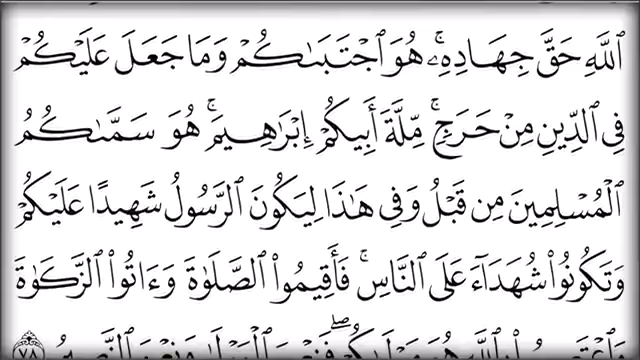 ٱللَّهِ حَقَّ جِهَادِهِۦۚ هُوَ ٱجۡتَبَىٰكُمۡ وَمَا جَعَلَ عَلَيۡكُمۡ
فِي ٱلدِّينِ مِنۡ حَرَجٖۚ مِّلَّةَ أَبِيكُمۡ إِبۡرَٰهِيمَۚ هُوَ سَمَّىٰكُمُ
ٱلۡمُسۡلِمِينَ مِن قَبۡلُ وَفِي هَٰذَا لِيَكُونَ ٱلرَّسُولُ شَهِيدًا عَلَيۡكُمۡ
وَتَكُونُواْ شُهَدَآءَ عَلَى ٱلنَّاسِۚ فَأَقِيمُواْ ٱلصَّلَوٰةَ وَءَاتُواْ ٱلزَّكَوٰةَ